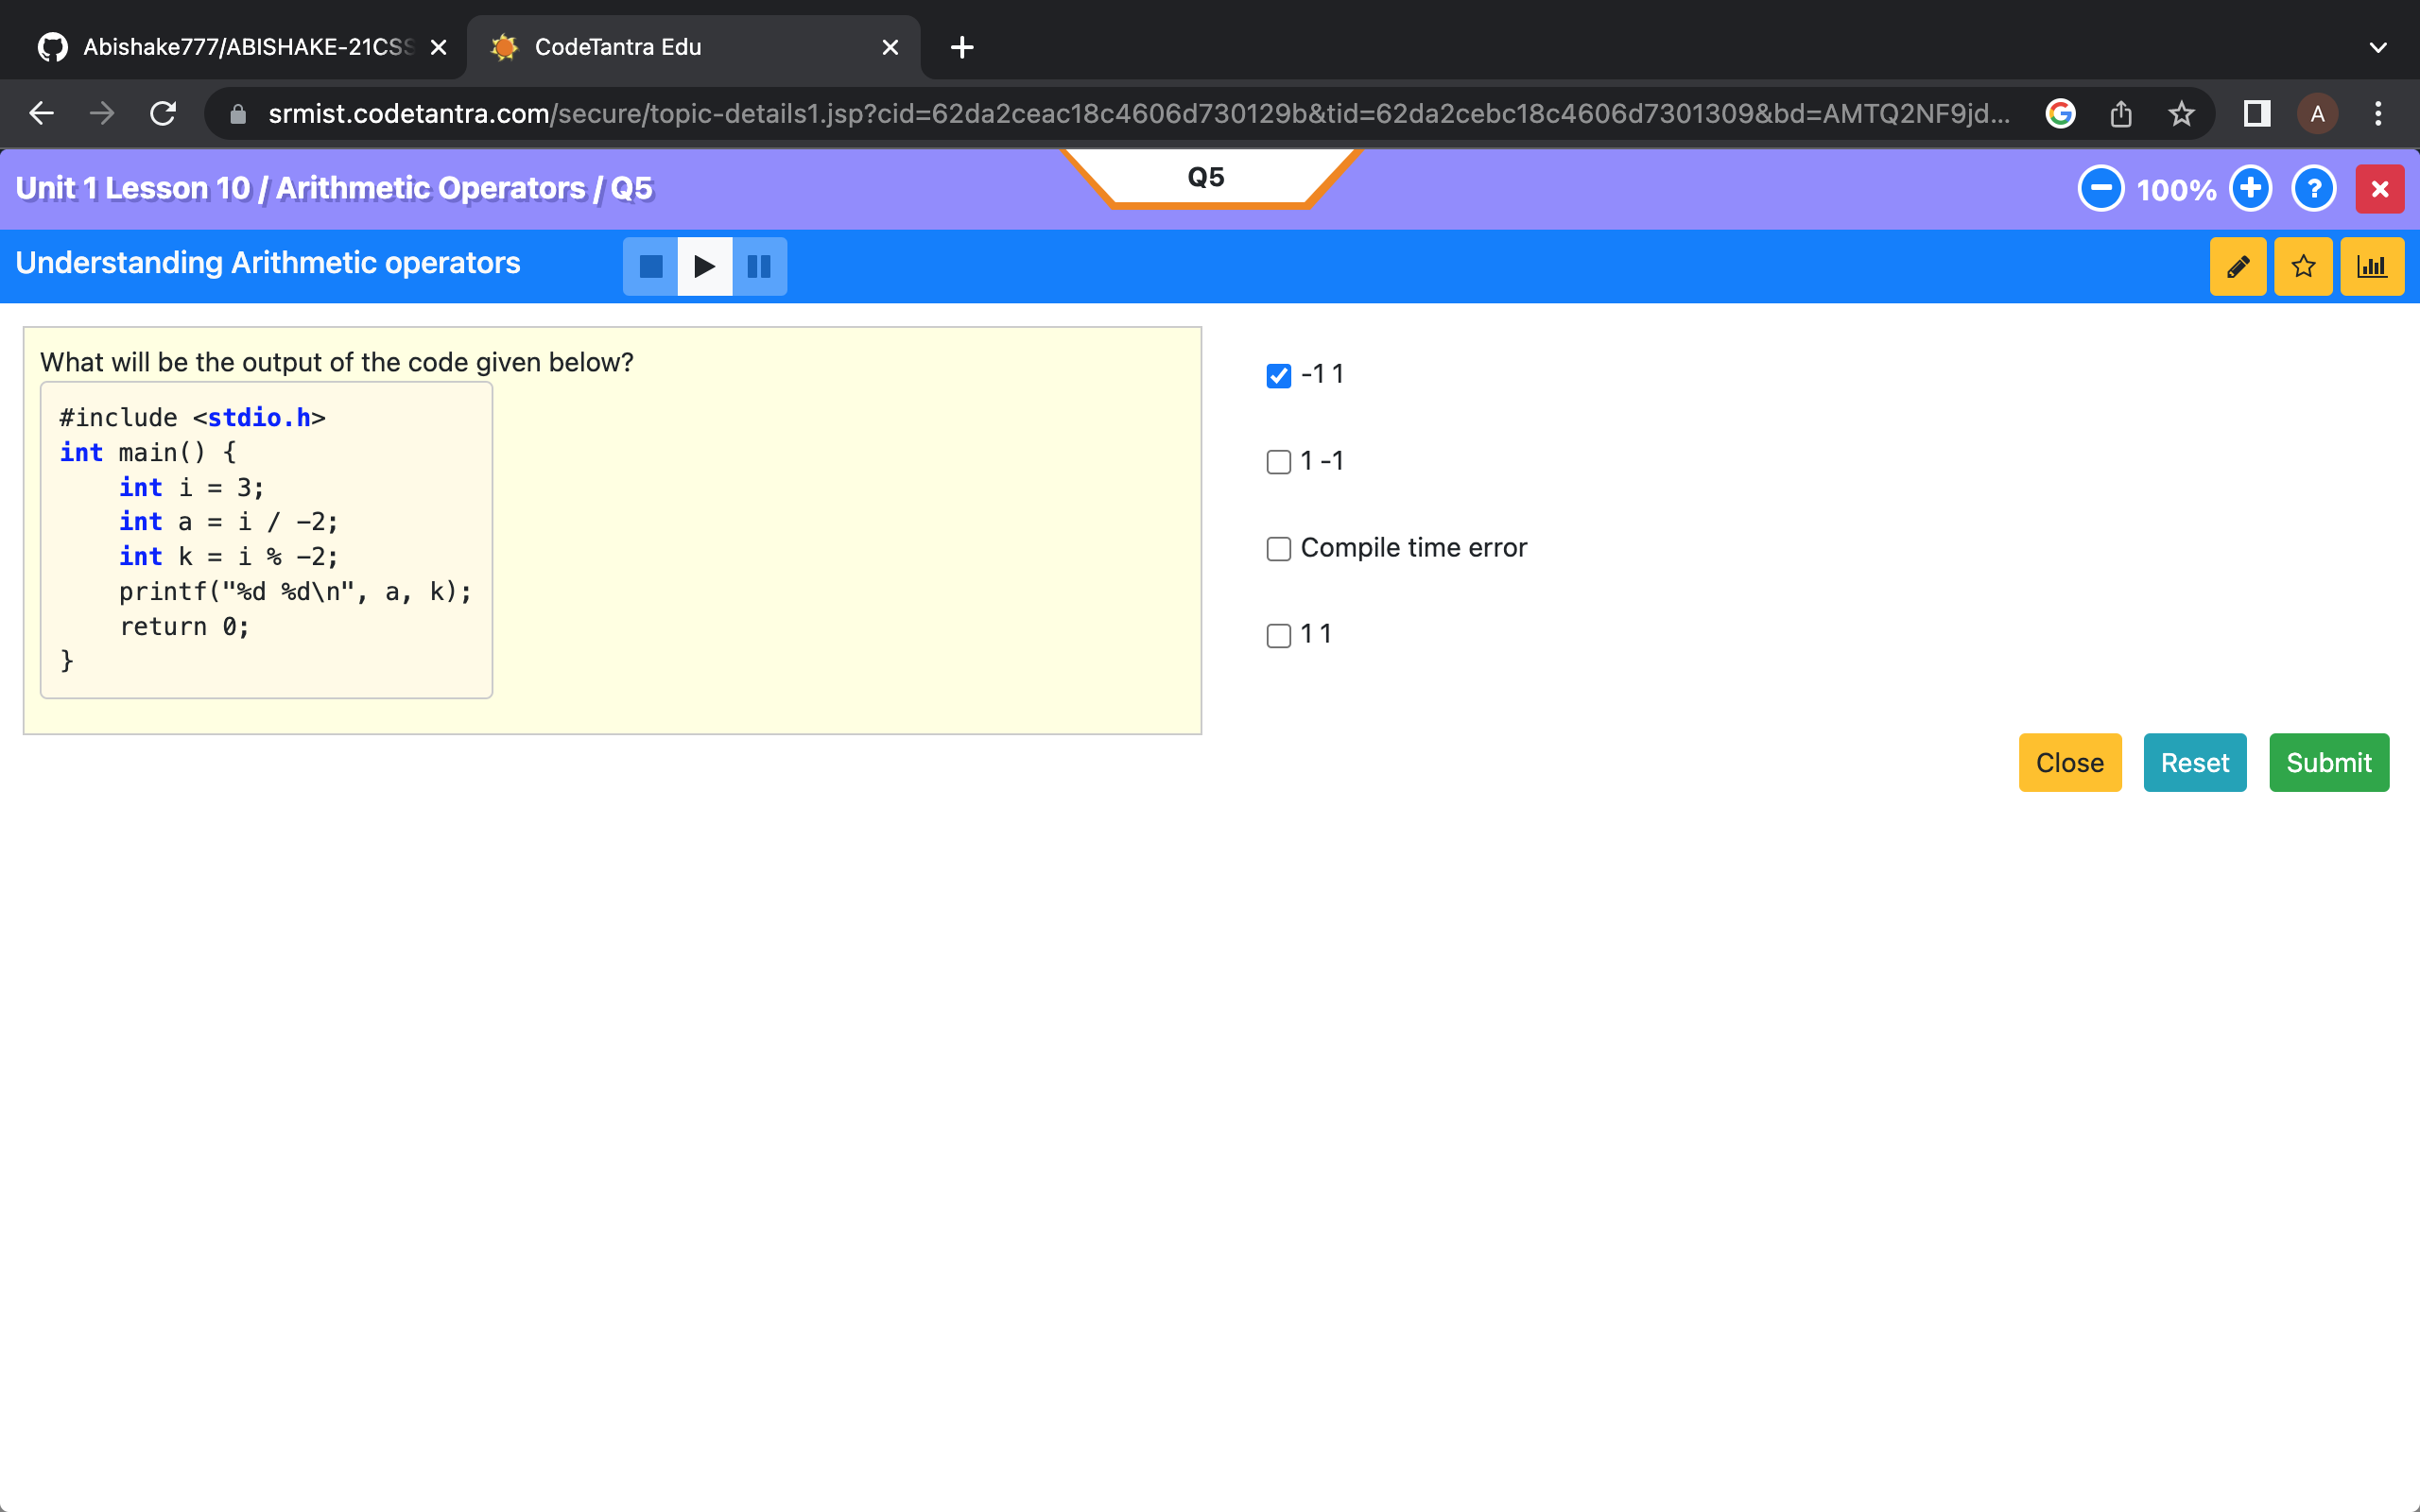 Abishake777/ABISHAKE-21CSS
CodeTantra Edu
srmist.codetantra.com/secure/topic-details1.jsp?cid=62da2ceac18c4606d730129b&tid=62da2cebc18c4606d7301309&bd=AMTQ2NF9jd...
A
Unit 1 Lesson 10 / Arithmetic Operators / Q5
Q5
100%
?
Understanding Arithmetic operators
What will be the output of the code given below?
#include <stdio.h>
int main() {
    int i = 3;
    int a = i / -2;
    int k = i % -2;
    printf("%d %d\n", a, k);
    return 0;
}
-1 1
1 -1
Compile time error
1 1
Close
Reset
Submit